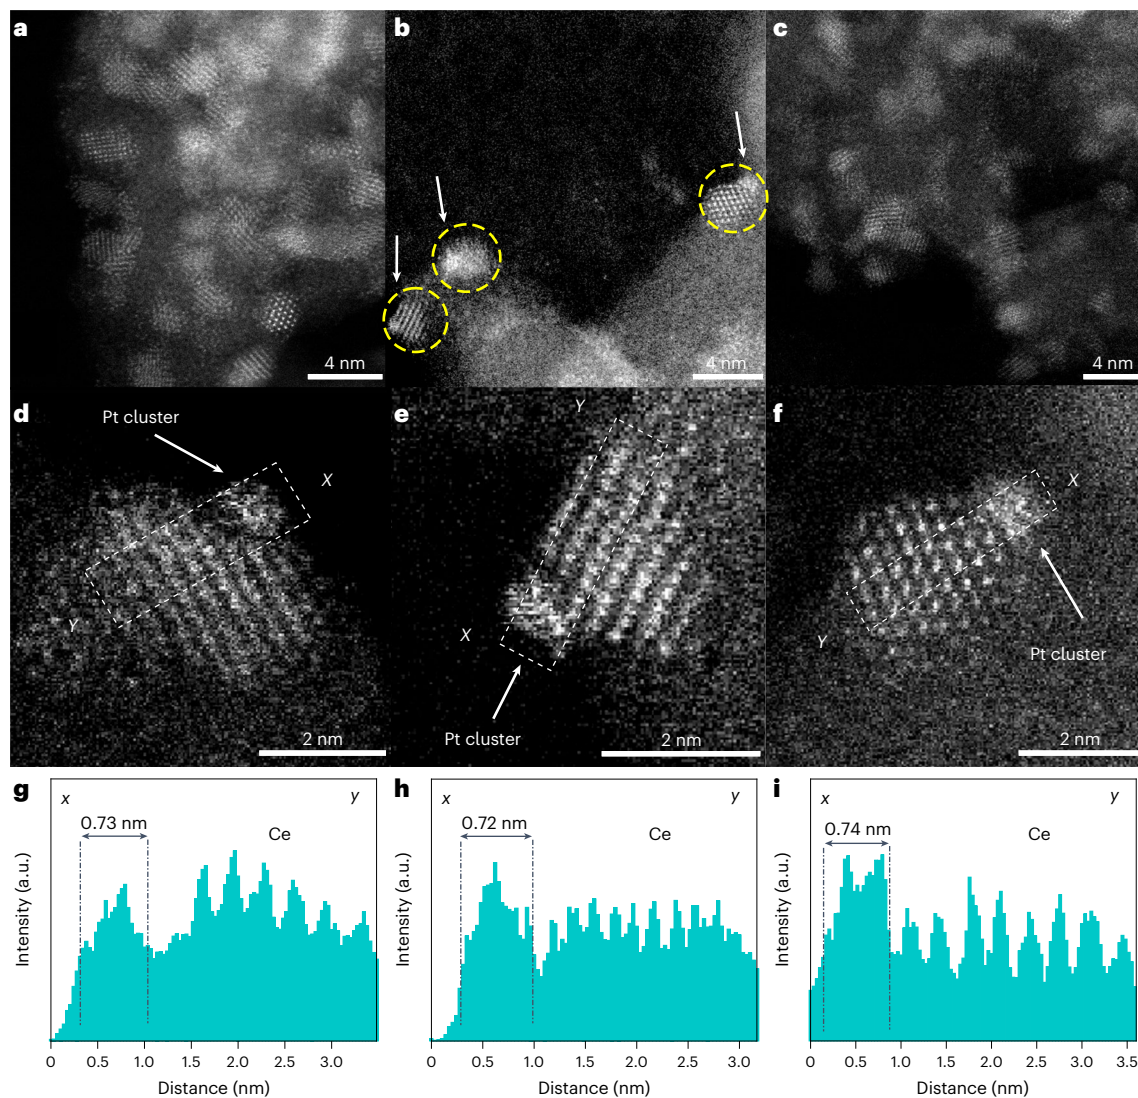 a
b
c
4 nm
4 nm
4 nm
d
Pt cluster
X
Y
2 nm
e
Y
X
Pt cluster
2 nm
f
X
Y
Pt cluster
2 nm
g
x
y
0.73 nm
Ce
Intensity (a.u.)
0 0.5 1.0 1.5 2.0 2.5 3.0
Distance (nm)
h
x
y
0.72 nm
Ce
Intensity (a.u.)
0 0.5 1.0 1.5 2.0 2.5 3.0
Distance (nm)
i
x
y
0.74 nm
Ce
Intensity (a.u.)
0 0.5 1.0 1.5 2.0 2.5 3.0 3.5
Distance (nm)